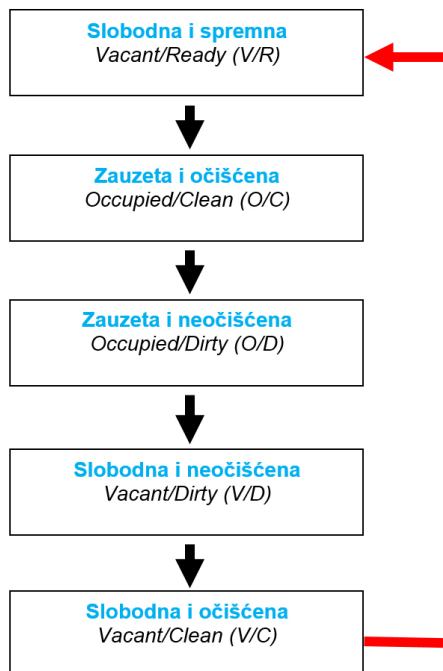 Slobodna i spremna
Vacant/Ready (V/R)
Zauzeta i očišćena
Occupied/Clean (O/C)
Zauzeta i neočišćena
Occupied/Dirty (O/D)
Slobodna i neočišćena
Vacant/Dirty (V/D)
Slobodna i očišćena
Vacant/Clean (V/C)